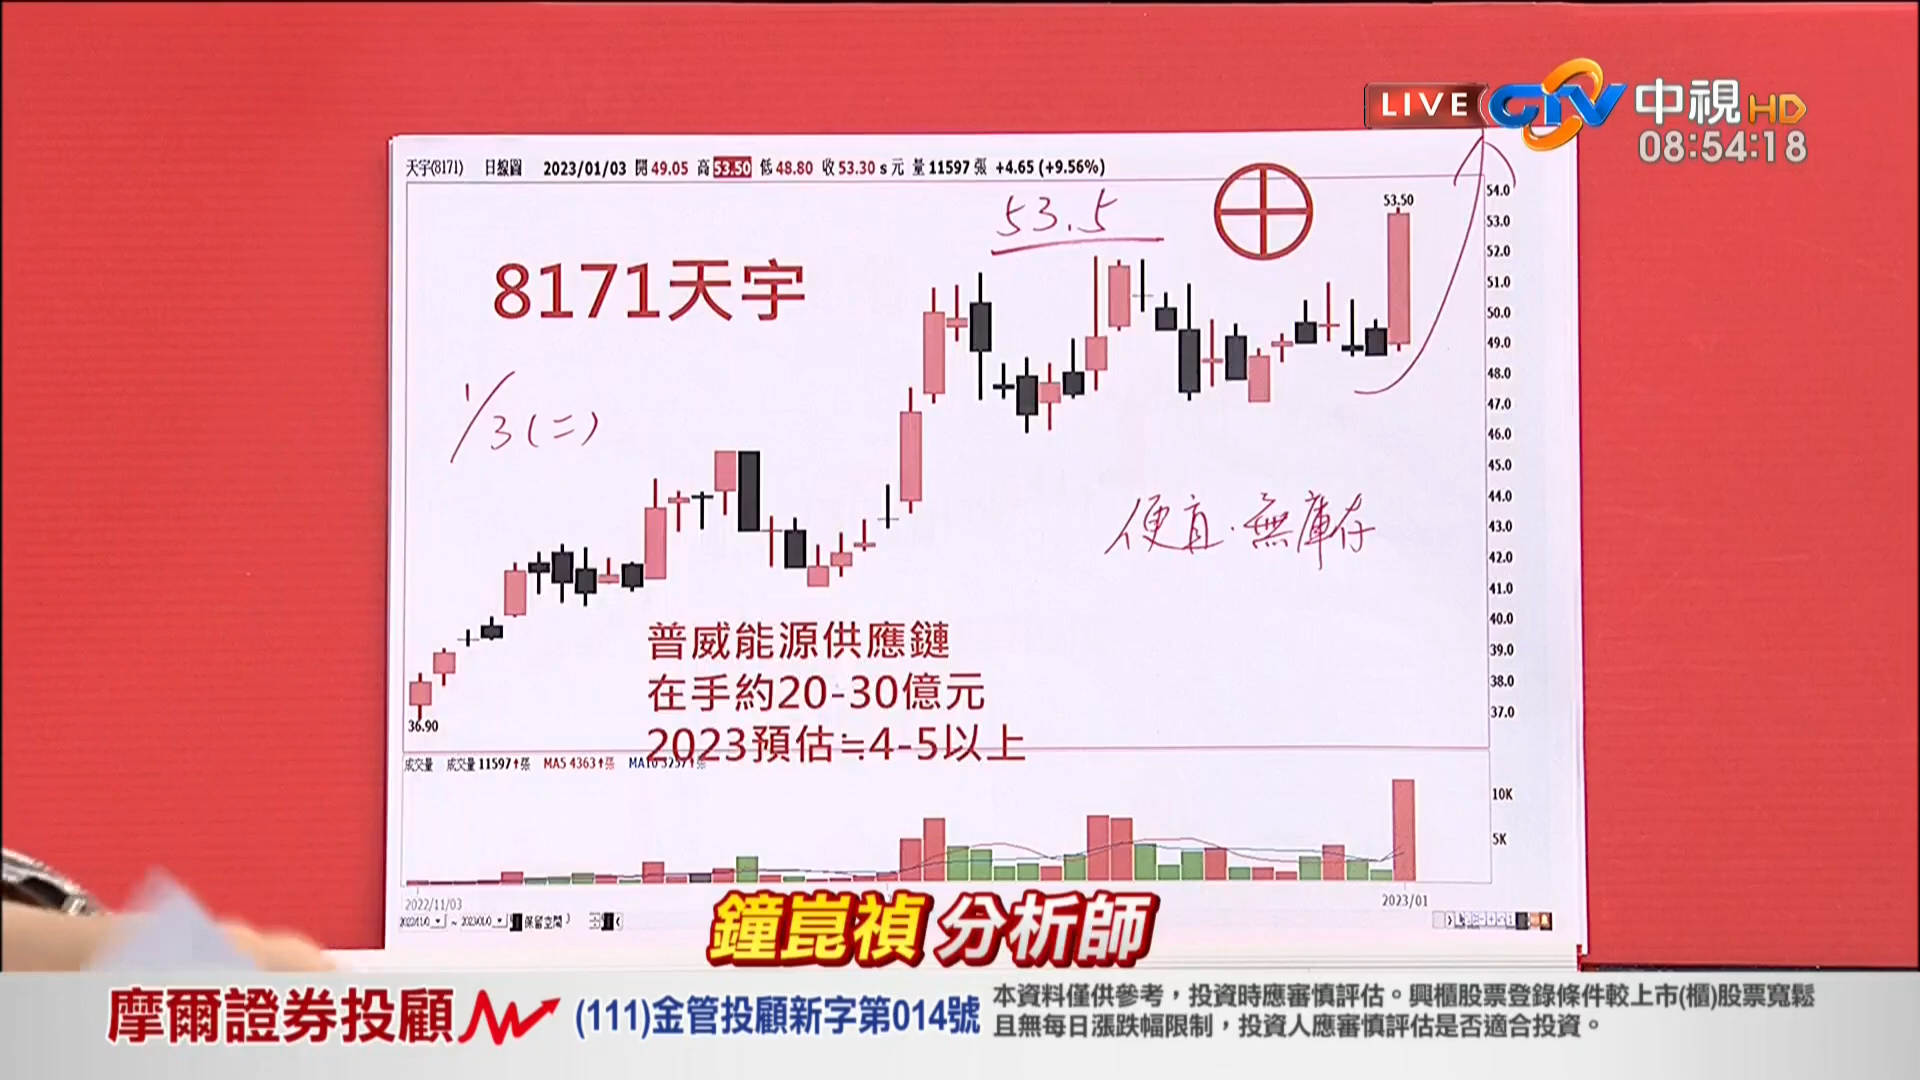 LIVE CTV 中視 HD
08:54:18
天宇(8171) 日線圖 2023/01/03 開 49.05 高 53.50 低 48.80 收 53.30 s 元 量 11597 張 +4.65 (+9.56%)
53.5
53.50
8171天宇
1/3(二)
便宜.無庫存
54.0
53.0
52.0
51.0
50.0
49.0
48.0
47.0
46.0
45.0
44.0
43.0
42.0
41.0
40.0
39.0
38.0
37.0
36.90
普威能源供應鏈
在手約20-30億元
2023預估≒4-5以上
成交量 成交量 11597↑張 MA5 4363↑張
10K
5K
2022/11/03
2023/01
保留空間
鐘崑禎 分析師
摩爾證券投顧 (111)金管投顧新字第014號
本資料僅供參考，投資時應審慎評估。興櫃股票登錄條件較上市(櫃)股票寬鬆
且無每日漲跌幅限制，投資人應審慎評估是否適合投資。